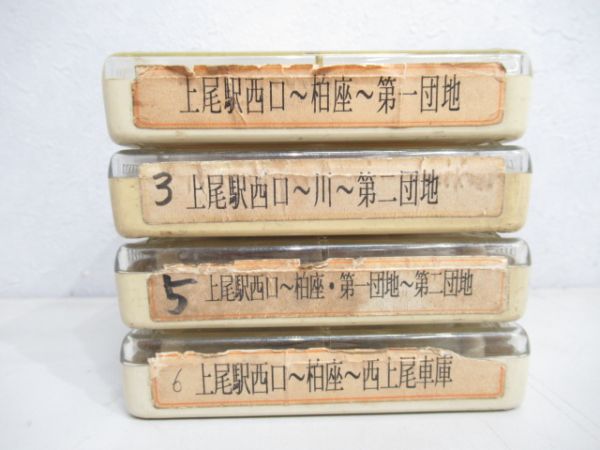 上尾駅西口～柏座～第一団地
3 上尾駅西口～川～第二団地
5 上尾駅西口～柏座・第一団地～第二団地
6 上尾駅西口～柏座～西上尾車庫